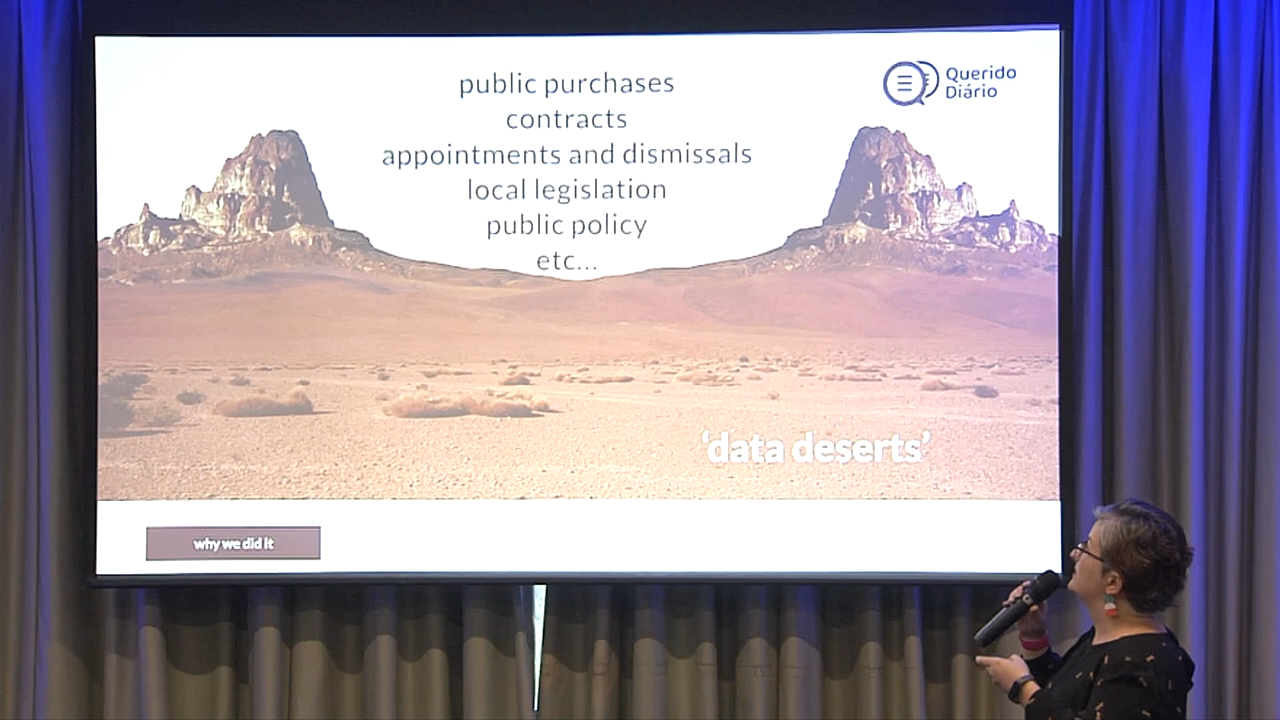 public purchases
contracts
appointments and dismissals
local legislation
public policy
etc...
Querido
Diário
'data deserts'
why we did it